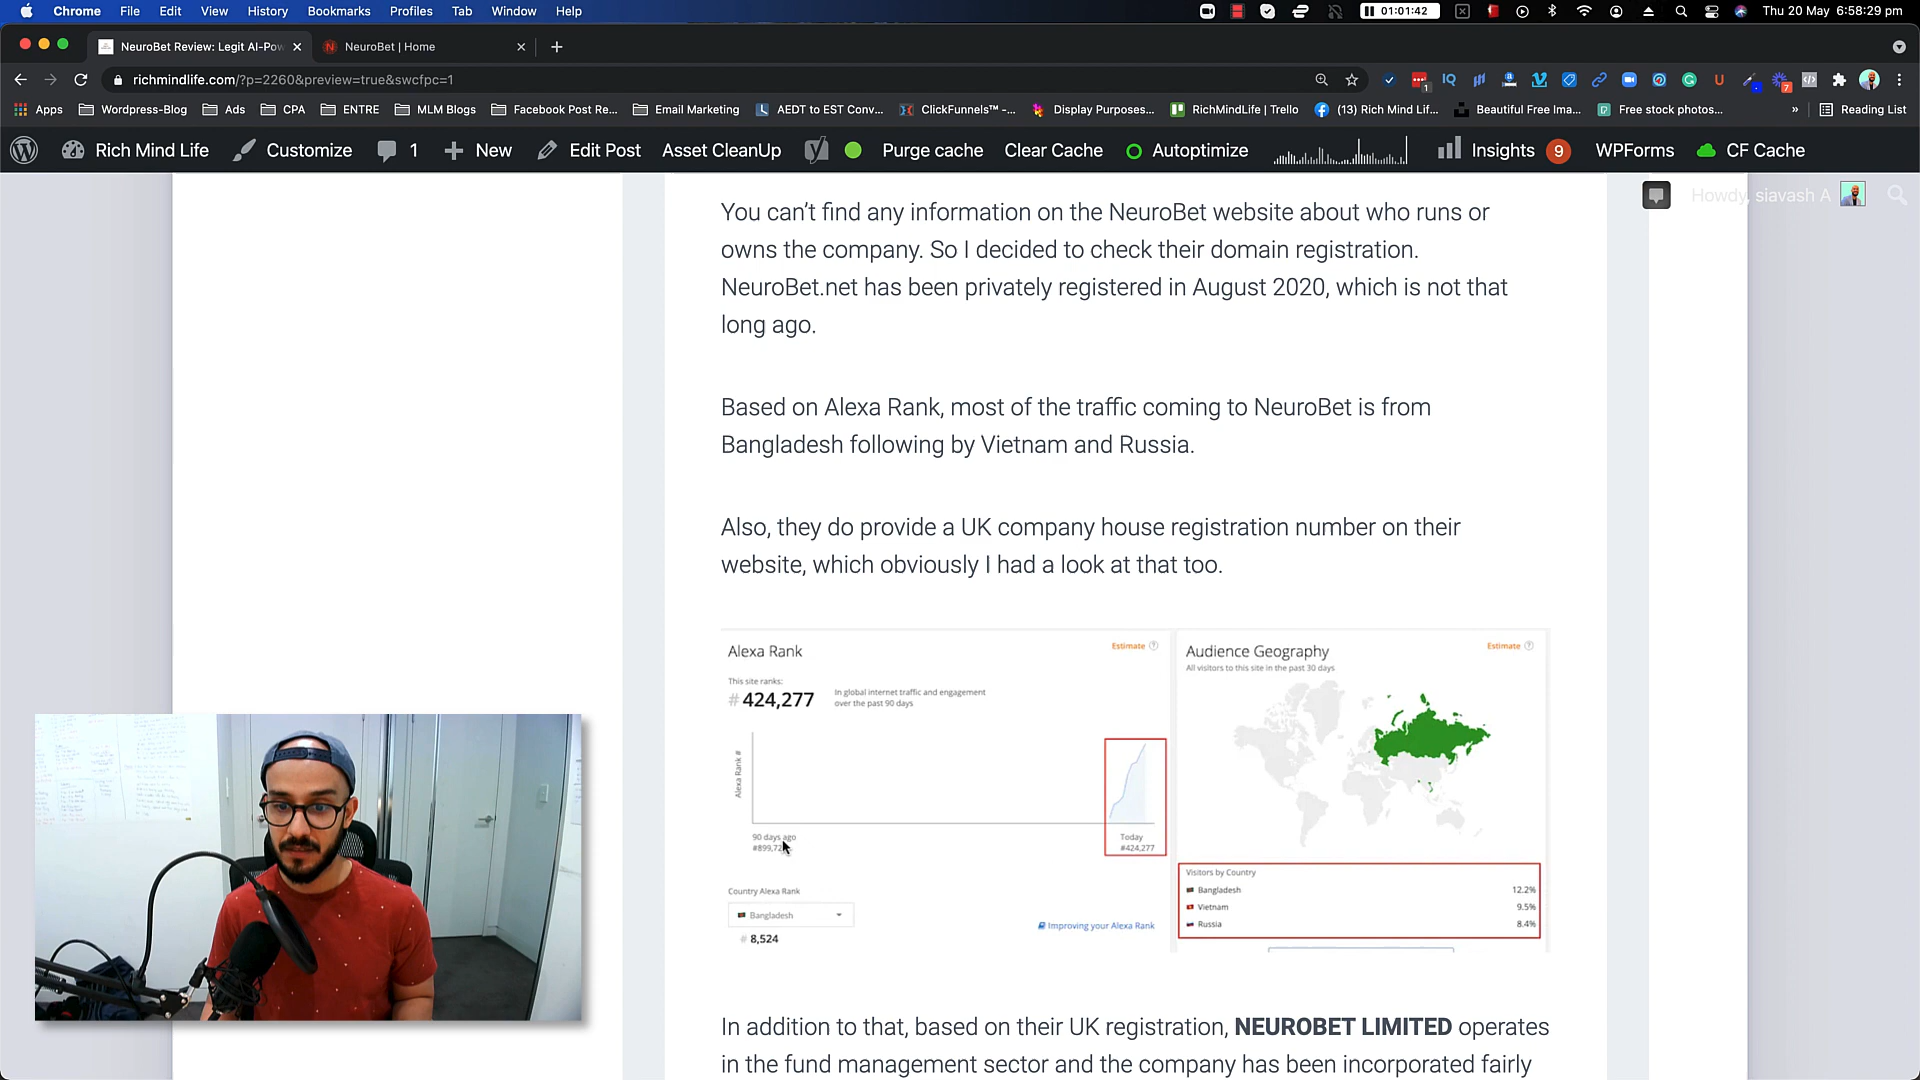 Chrome File Edit View History Bookmarks Profiles Tab Window Help 01:01:42 Thu 20 May 6:58:29 pm
NeuroBet Review: Legit AI-Pow NeuroBet | Home
richmindlife.com/?p=2260&preview=true&swcfpc=1
Apps Wordpress-Blog Ads CPA ENTRE MLM Blogs Facebook Post Re... Email Marketing AEDT to EST Conv... ClickFunnels™ -... Display Purposes... RichMindLife | Trello (13) Rich Mind Lif... Beautiful Free Ima... Free stock photos... » Reading List
Rich Mind Life Customize 1 New Edit Post Asset CleanUp Purge cache Clear Cache Autoptimize Insights 9 WPForms CF Cache
Howdy, siavash A
You can’t find any information on the NeuroBet website about who runs or
owns the company. So I decided to check their domain registration.
NeuroBet.net has been privately registered in August 2020, which is not that
long ago.
Based on Alexa Rank, most of the traffic coming to NeuroBet is from
Bangladesh following by Vietnam and Russia.
Also, they do provide a UK company house registration number on their
website, which obviously I had a look at that too.
Alexa Rank Estimate
This site ranks:
# 424,277 In global internet traffic and engagement
over the past 90 days
Alexa Rank #
90 days ago
Today
#424,277
Country Alexa Rank
Bangladesh
# 8,524
Improving your Alexa Rank
Audience Geography Estimate
All visitors to this site in the past 30 days
Visitors by Country
Bangladesh 12.2%
Vietnam 9.5%
Russia 8.4%
In addition to that, based on their UK registration, NEUROBET LIMITED operates
in the fund management sector and the company has been incorporated fairly